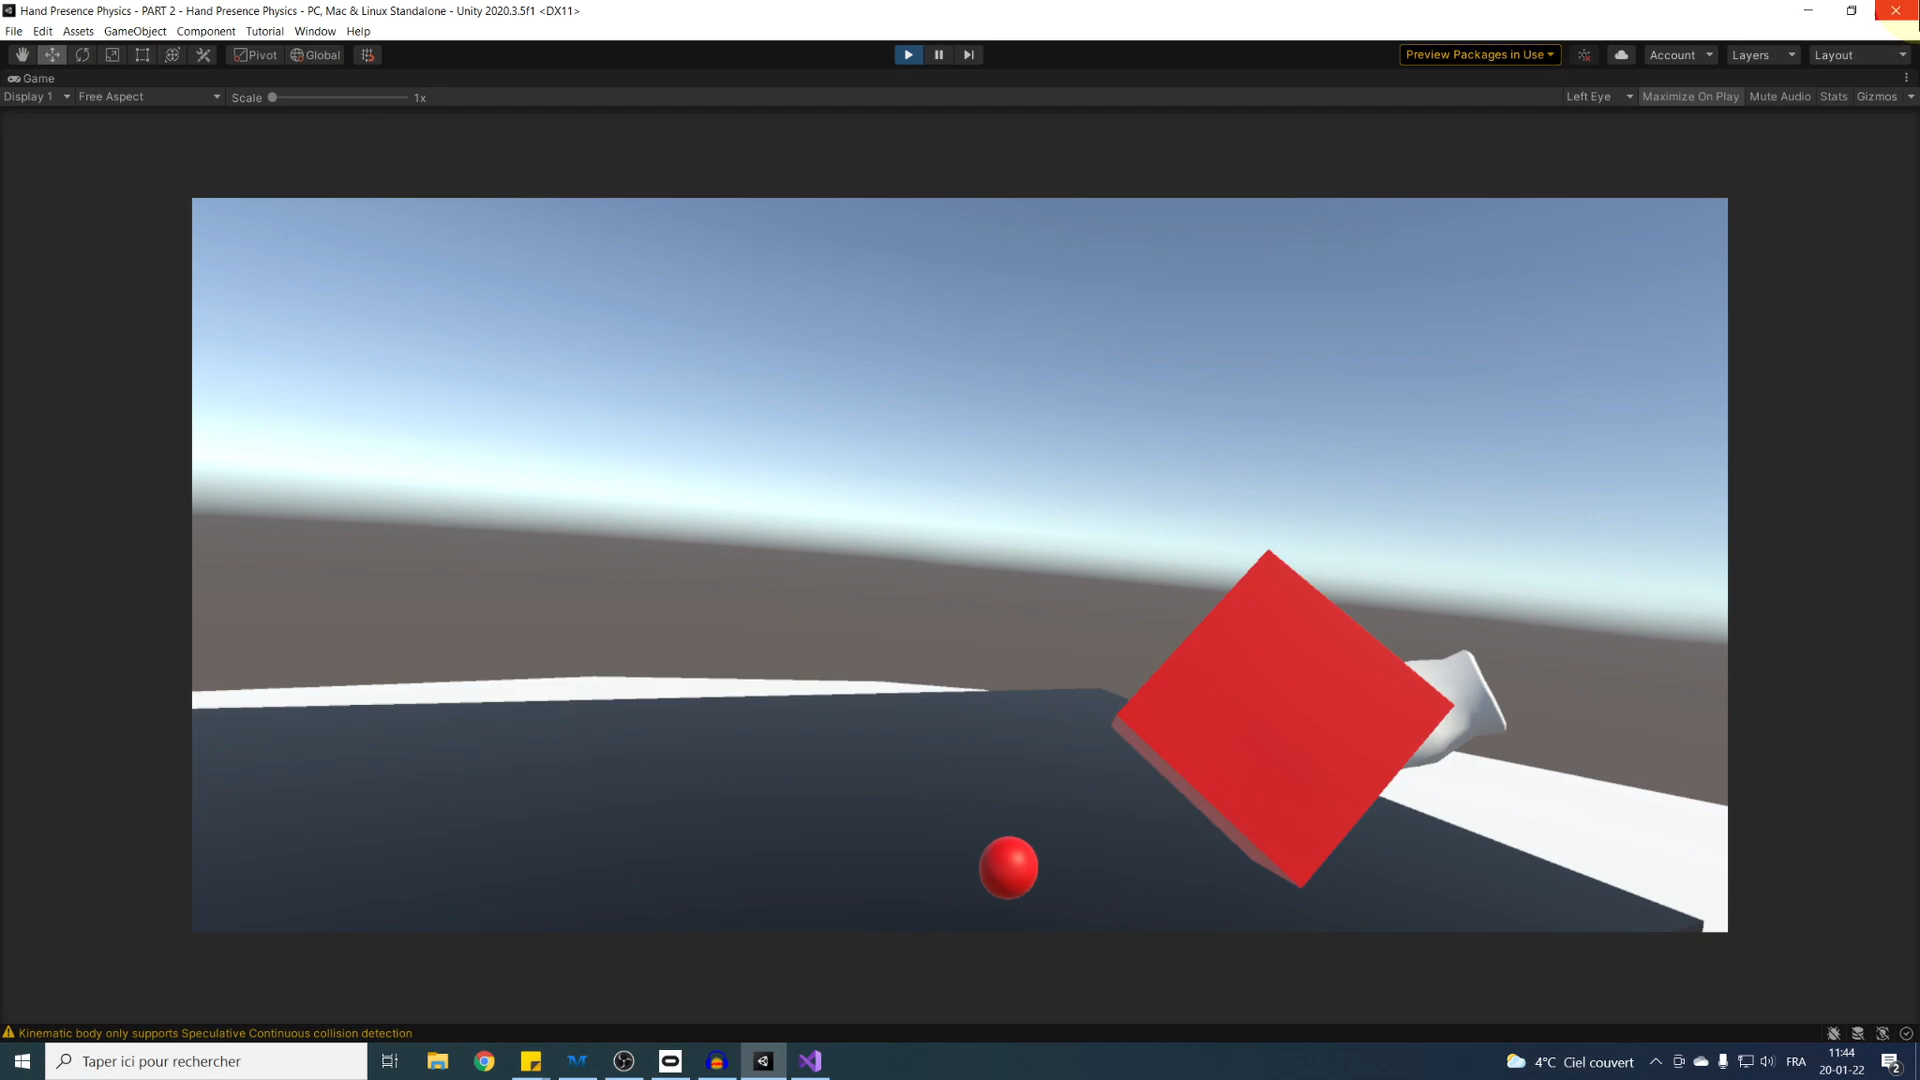 Hand Presence Physics - PART 2 - Hand Presence Physics - PC, Mac & Linux Standalone - Unity 2020.3.5f1 <DX11>
File Edit Assets GameObject Component Tutorial Window Help
Pivot Global Preview Packages in Use Account Layers Layout
Game
Display 1 Free Aspect Scale 1x Left Eye Maximize On Play Mute Audio Stats Gizmos
Kinematic body only supports Speculative Continuous collision detection
Taper ici pour rechercher 4°C Ciel couvert FRA 11:44
20-01-22 2